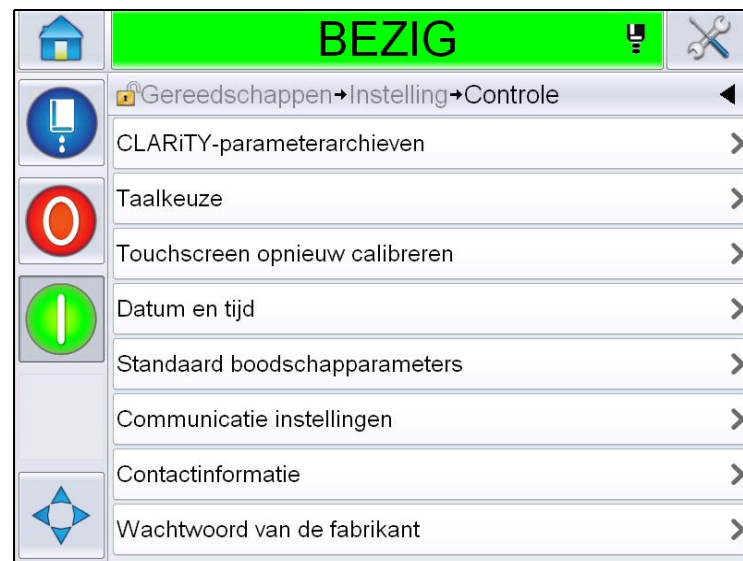 BEZIG
Gereedschappen→Instelling→Controle
CLARiTY-parameterarchieven
Taalkeuze
Touchscreen opnieuw calibreren
Datum en tijd
Standaard boodschapparameters
Communicatie instellingen
Contactinformatie
Wachtwoord van de fabrikant